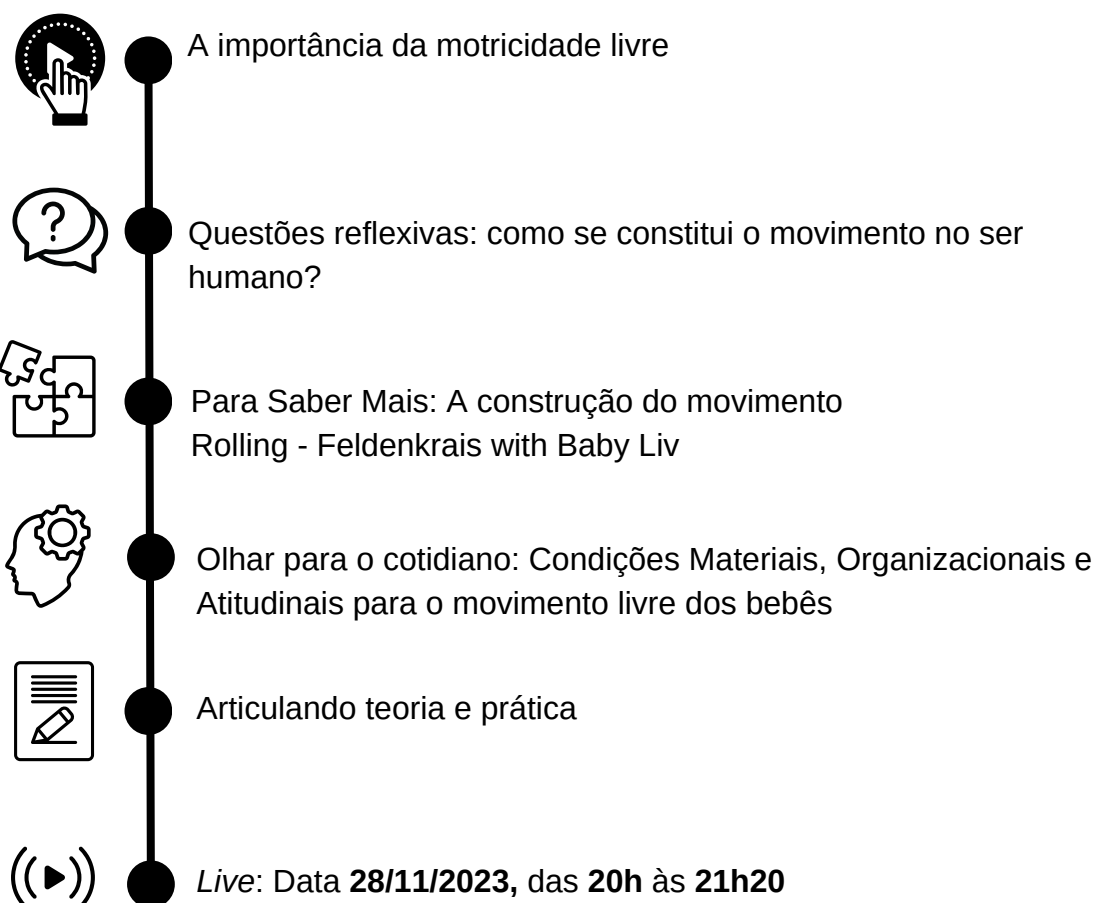 A importância da motricidade livre
?
Questões reflexivas: como se constitui o movimento no ser
humano?
Para Saber Mais: A construção do movimento
Rolling - Feldenkrais with Baby Liv
Olhar para o cotidiano: Condições Materiais, Organizacionais e
Atitudinais para o movimento livre dos bebês
Articulando teoria e prática
Live: Data 28/11/2023, das 20h às 21h20